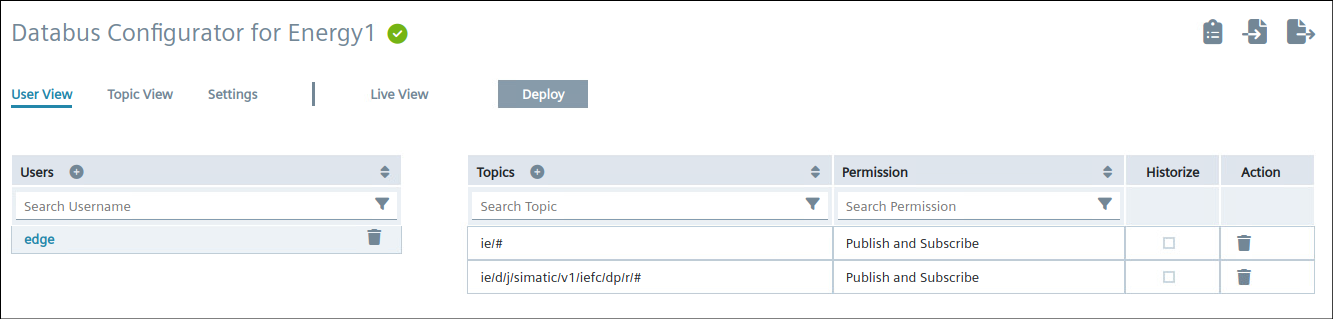 Databus Configurator for Energy1
User View Topic View Settings Live View Deploy
Users Topics Permission Historize Action
Search Username Search Topic Search Permission
edge
ie/# Publish and Subscribe
ie/d/j/simatic/v1/iefc/dp/r/# Publish and Subscribe